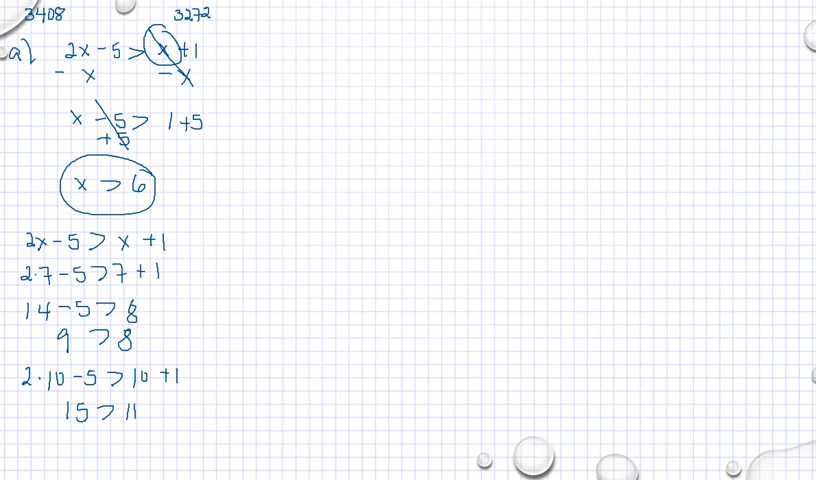 3408 3272
a) 2x - 5 > x + 1
- x - x
x - 5 > 1 + 5
+ 5
x > 6
2x - 5 > x + 1
2·7 - 5 > 7 + 1
14 - 5 > 8
9 > 8
2·10 - 5 > 10 + 1
15 > 11